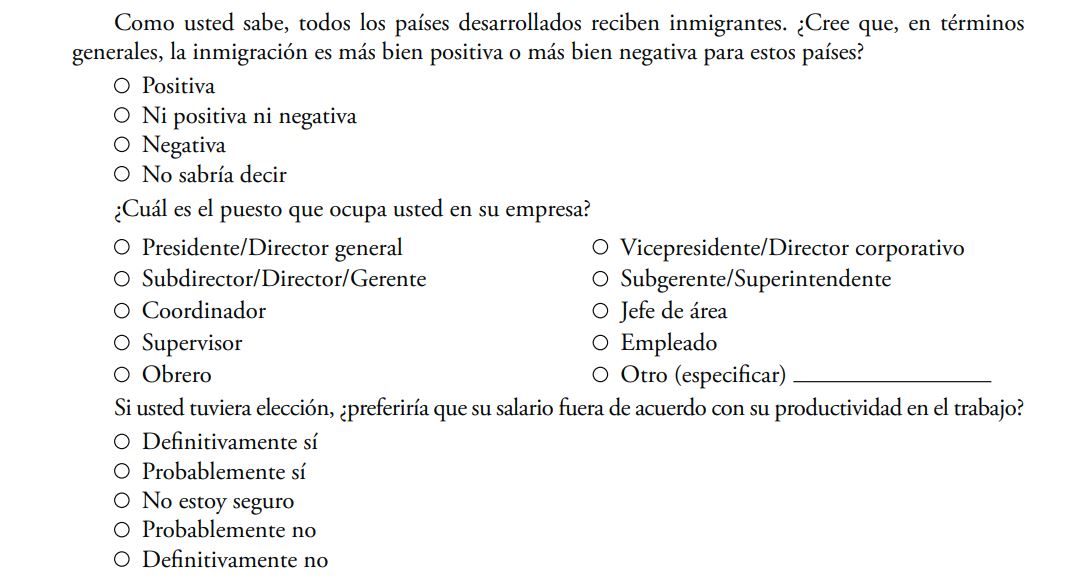 Como usted sabe, todos los países desarrollados reciben inmigrantes. ¿Cree que, en términos
generales, la inmigración es más bien positiva o más bien negativa para estos países?
○ Positiva
○ Ni positiva ni negativa
○ Negativa
○ No sabría decir
¿Cuál es el puesto que ocupa usted en su empresa?
○ Presidente/Director general ○ Vicepresidente/Director corporativo
○ Subdirector/Director/Gerente ○ Subgerente/Superintendente
○ Coordinador ○ Jefe de área
○ Supervisor ○ Empleado
○ Obrero ○ Otro (especificar) ________________
Si usted tuviera elección, ¿preferiría que su salario fuera de acuerdo con su productividad en el trabajo?
○ Definitivamente sí
○ Probablemente sí
○ No estoy seguro
○ Probablemente no
○ Definitivamente no